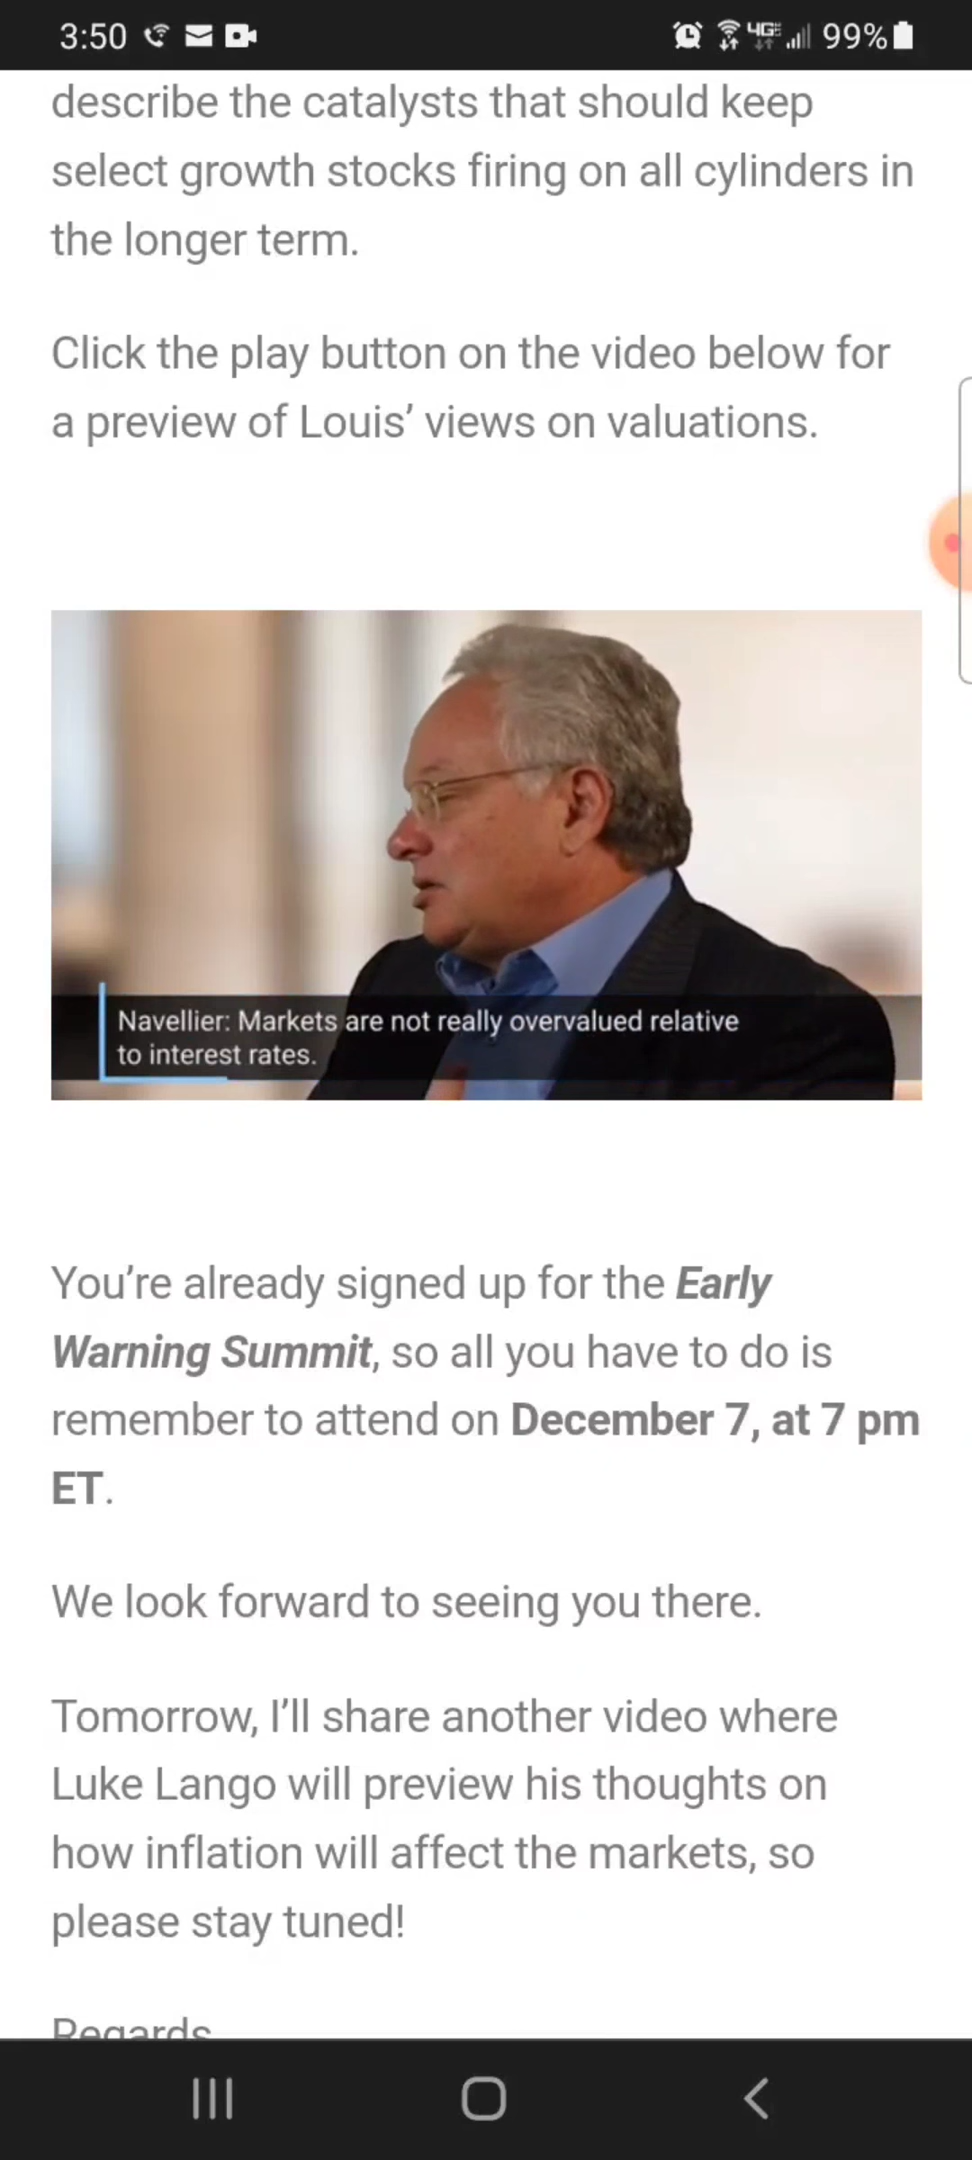 3:50 4GE 99%
describe the catalysts that should keep
select growth stocks firing on all cylinders in
the longer term.
Click the play button on the video below for
a preview of Louis’ views on valuations.
Navellier: Markets are not really overvalued relative
to interest rates.
You’re already signed up for the Early
Warning Summit, so all you have to do is
remember to attend on December 7, at 7 pm
ET.
We look forward to seeing you there.
Tomorrow, I’ll share another video where
Luke Lango will preview his thoughts on
how inflation will affect the markets, so
please stay tuned!
Regards